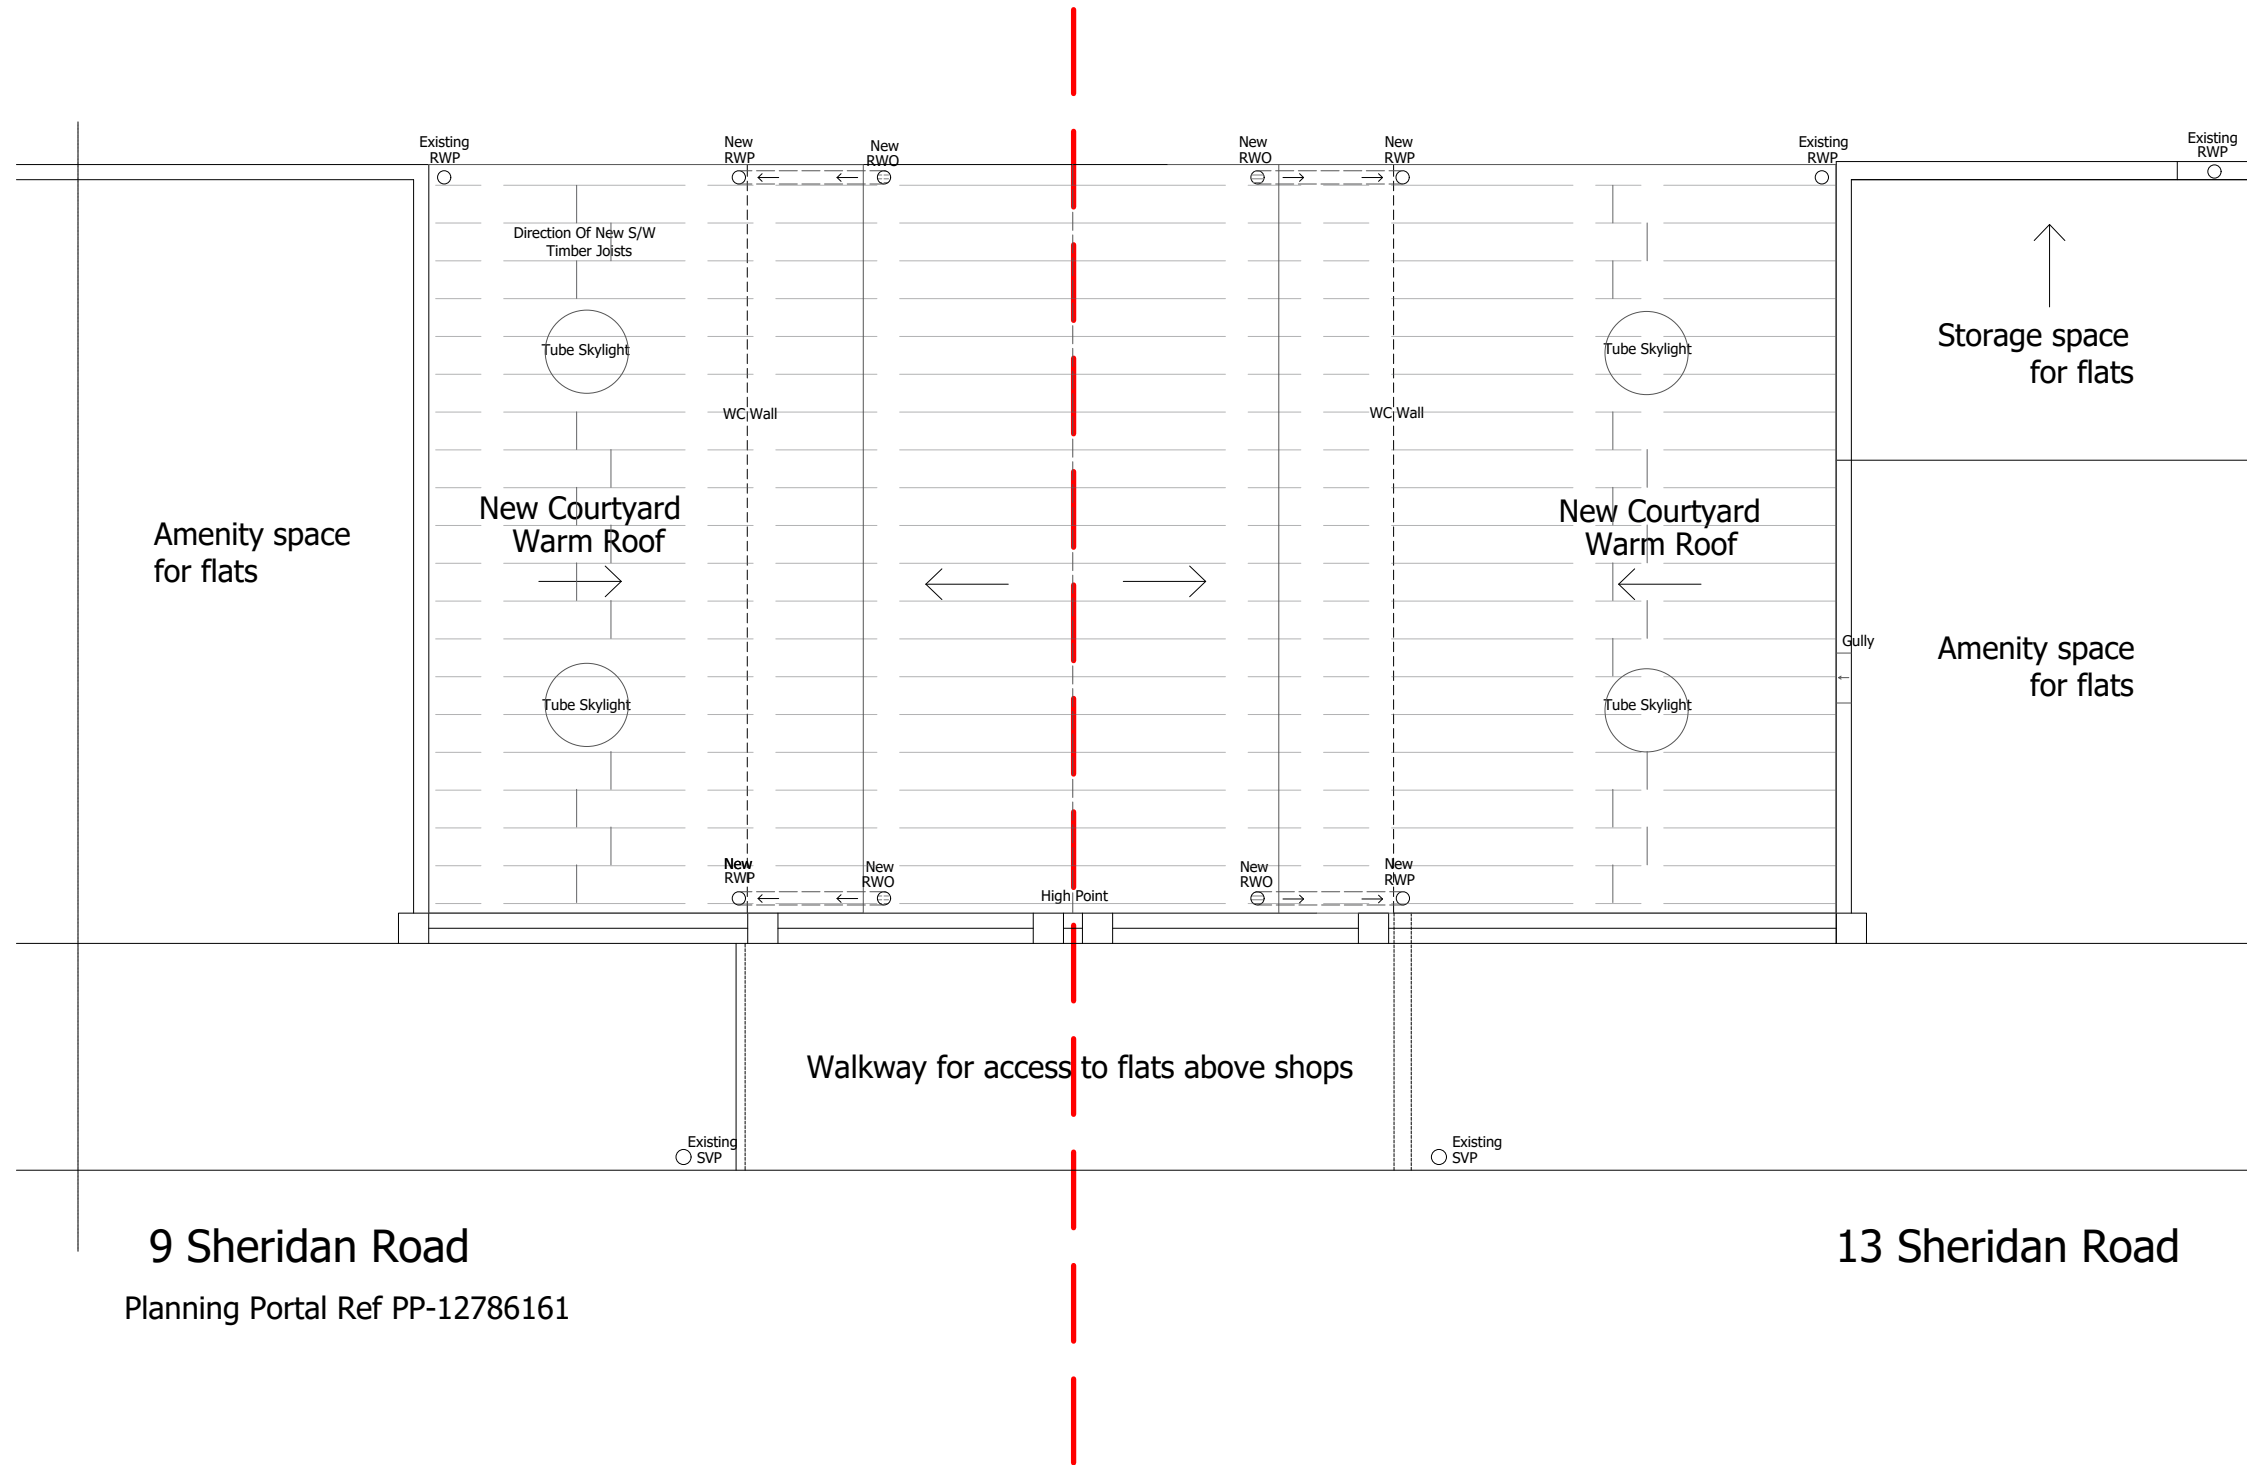 Existing
RWP
New
RWP
New
RWO
New
RWO
New
RWP
Existing
RWP
Existing
RWP
Direction Of New S/W
Timber Joists
Tube Skylight
Tube Skylight
Storage space
for flats
WC Wall
WC Wall
New Courtyard
Warm Roof
New Courtyard
Warm Roof
Amenity space
for flats
Gully
Amenity space
for flats
Tube Skylight
Tube Skylight
New
RWP
New
RWO
High Point
New
RWO
New
RWP
Walkway for access to flats above shops
Existing
SVP
Existing
SVP
9 Sheridan Road
13 Sheridan Road
Planning Portal Ref PP-12786161